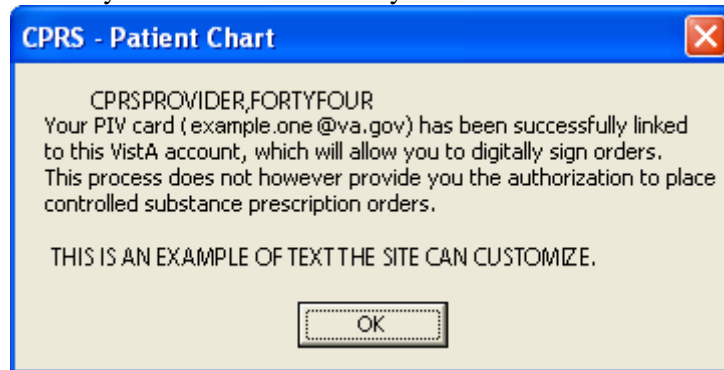 CPRS - Patient Chart
CPRSPROVIDER,FORTYFOUR
Your PIV card ( example.one @va.gov) has been successfully linked
to this VistA account, which will allow you to digitally sign orders.
This process does not however provide you the authorization to place
controlled substance prescription orders.
THIS IS AN EXAMPLE OF TEXT THE SITE CAN CUSTOMIZE.
OK